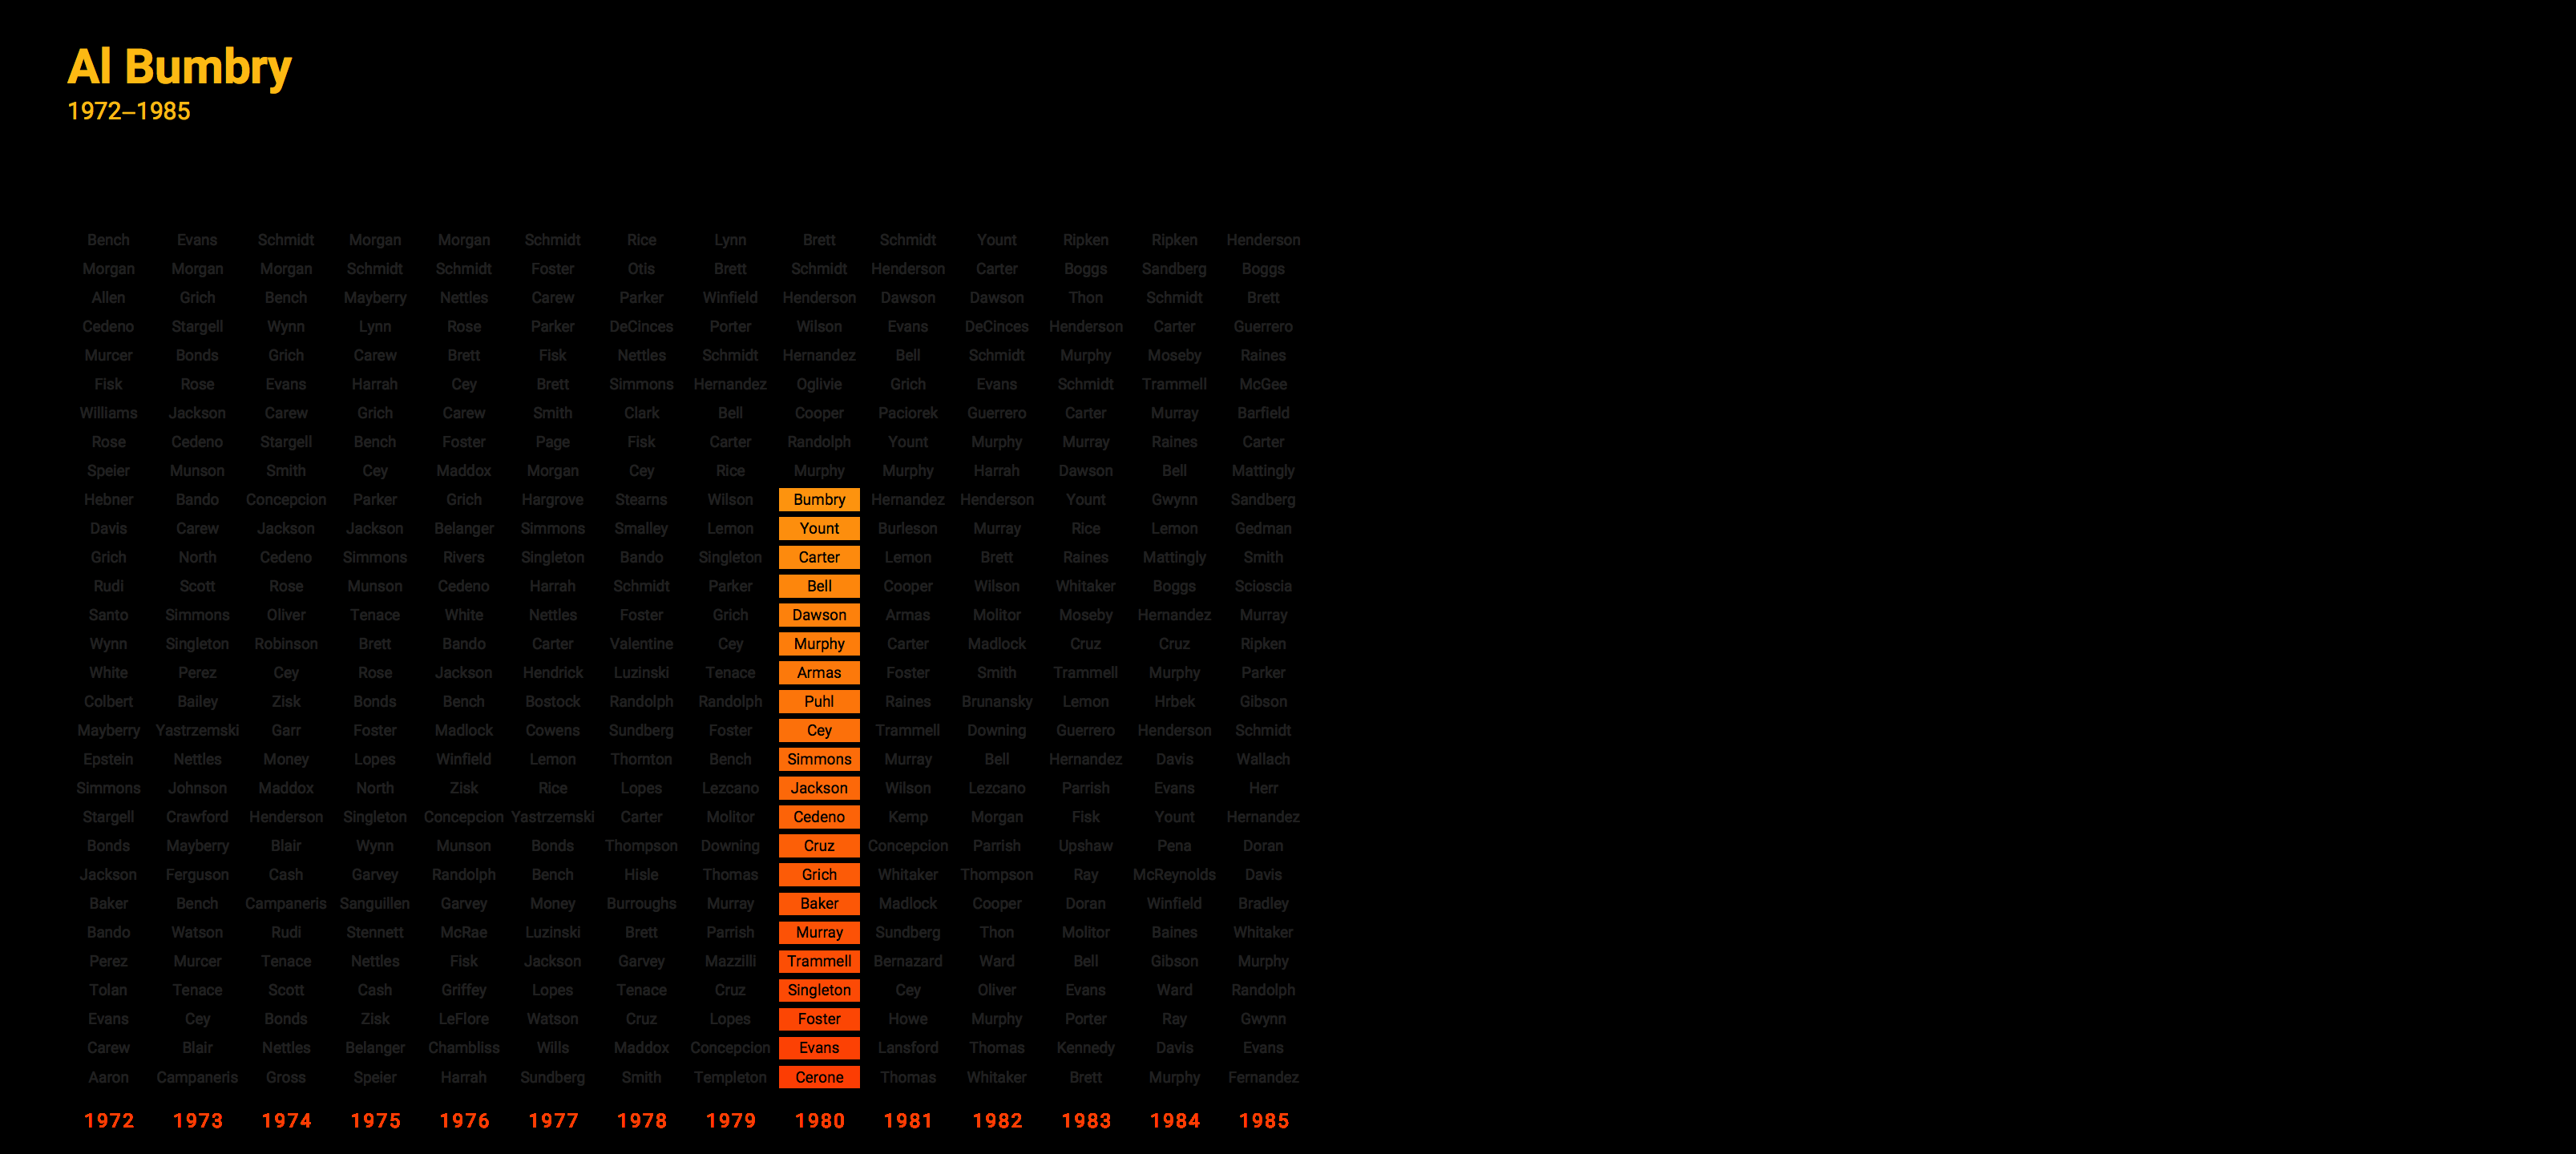 Al Bumbry
1972–1985
Bench Evans Schmidt Morgan Morgan Schmidt Rice Lynn Brett Schmidt Yount Ripken Ripken Henderson
Morgan Morgan Morgan Schmidt Schmidt Foster Otis Brett Schmidt Henderson Carter Boggs Sandberg Boggs
Allen Grich Bench Mayberry Nettles Carew Parker Winfield Henderson Dawson Dawson Thon Schmidt Brett
Cedeno Stargell Wynn Lynn Rose Parker DeCinces Porter Wilson Evans DeCinces Henderson Carter Guerrero
Murcer Bonds Grich Carew Brett Fisk Nettles Schmidt Hernandez Bell Schmidt Murphy Moseby Raines
Fisk Rose Evans Harrah Cey Brett Simmons Hernandez Oglivie Grich Evans Schmidt Trammell McGee
Williams Jackson Carew Grich Carew Smith Clark Bell Cooper Paciorek Guerrero Carter Murray Barfield
Rose Cedeno Stargell Bench Foster Page Fisk Carter Randolph Yount Murphy Murray Raines Carter
Speier Munson Smith Cey Maddox Morgan Cey Rice Murphy Murphy Harrah Dawson Bell Mattingly
Hebner Bando Concepcion Parker Grich Hargrove Stearns Wilson Bumbry Hernandez Henderson Yount Gwynn Sandberg
Davis Carew Jackson Jackson Belanger Simmons Smalley Lemon Yount Burleson Murray Rice Lemon Gedman
Grich North Cedeno Simmons Rivers Singleton Bando Singleton Carter Lemon Brett Raines Mattingly Smith
Rudi Scott Rose Munson Cedeno Harrah Schmidt Parker Bell Cooper Wilson Whitaker Boggs Scioscia
Santo Simmons Oliver Tenace White Nettles Foster Grich Dawson Armas Molitor Moseby Hernandez Murray
Wynn Singleton Robinson Brett Bando Carter Valentine Cey Murphy Carter Madlock Cruz Cruz Ripken
White Perez Cey Rose Jackson Hendrick Luzinski Tenace Armas Foster Smith Trammell Murphy Parker
Colbert Bailey Zisk Bonds Bench Bostock Randolph Randolph Puhl Raines Brunansky Lemon Hrbek Gibson
Mayberry Yastrzemski Garr Foster Madlock Cowens Sundberg Foster Cey Trammell Downing Guerrero Henderson Schmidt
Epstein Nettles Money Lopes Winfield Lemon Thornton Bench Simmons Murray Bell Hernandez Davis Wallach
Simmons Johnson Maddox North Zisk Rice Lopes Lezcano Jackson Wilson Lezcano Parrish Evans Herr
Stargell Crawford Henderson Singleton Concepcion Yastrzemski Carter Molitor Cedeno Kemp Morgan Fisk Yount Hernandez
Bonds Mayberry Blair Wynn Munson Bonds Thompson Downing Cruz Concepcion Parrish Upshaw Pena Doran
Jackson Ferguson Cash Garvey Randolph Bench Hisle Thomas Grich Whitaker Thompson Ray McReynolds Davis
Baker Bench Campaneris Sanguillen Garvey Money Burroughs Murray Baker Madlock Cooper Doran Winfield Bradley
Bando Watson Rudi Stennett McRae Luzinski Brett Parrish Murray Sundberg Thon Molitor Baines Whitaker
Perez Murcer Tenace Nettles Fisk Jackson Garvey Mazzilli Trammell Bernazard Ward Bell Gibson Murphy
Tolan Tenace Scott Cash Griffey Lopes Tenace Cruz Singleton Cey Oliver Evans Ward Randolph
Evans Cey Bonds Zisk LeFlore Watson Cruz Lopes Foster Howe Murphy Porter Ray Gwynn
Carew Blair Nettles Belanger Chambliss Wills Maddox Concepcion Evans Lansford Thomas Kennedy Davis Evans
Aaron Campaneris Gross Speier Harrah Sundberg Smith Templeton Cerone Thomas Whitaker Brett Murphy Fernandez
1972 1973 1974 1975 1976 1977 1978 1979 1980 1981 1982 1983 1984 1985